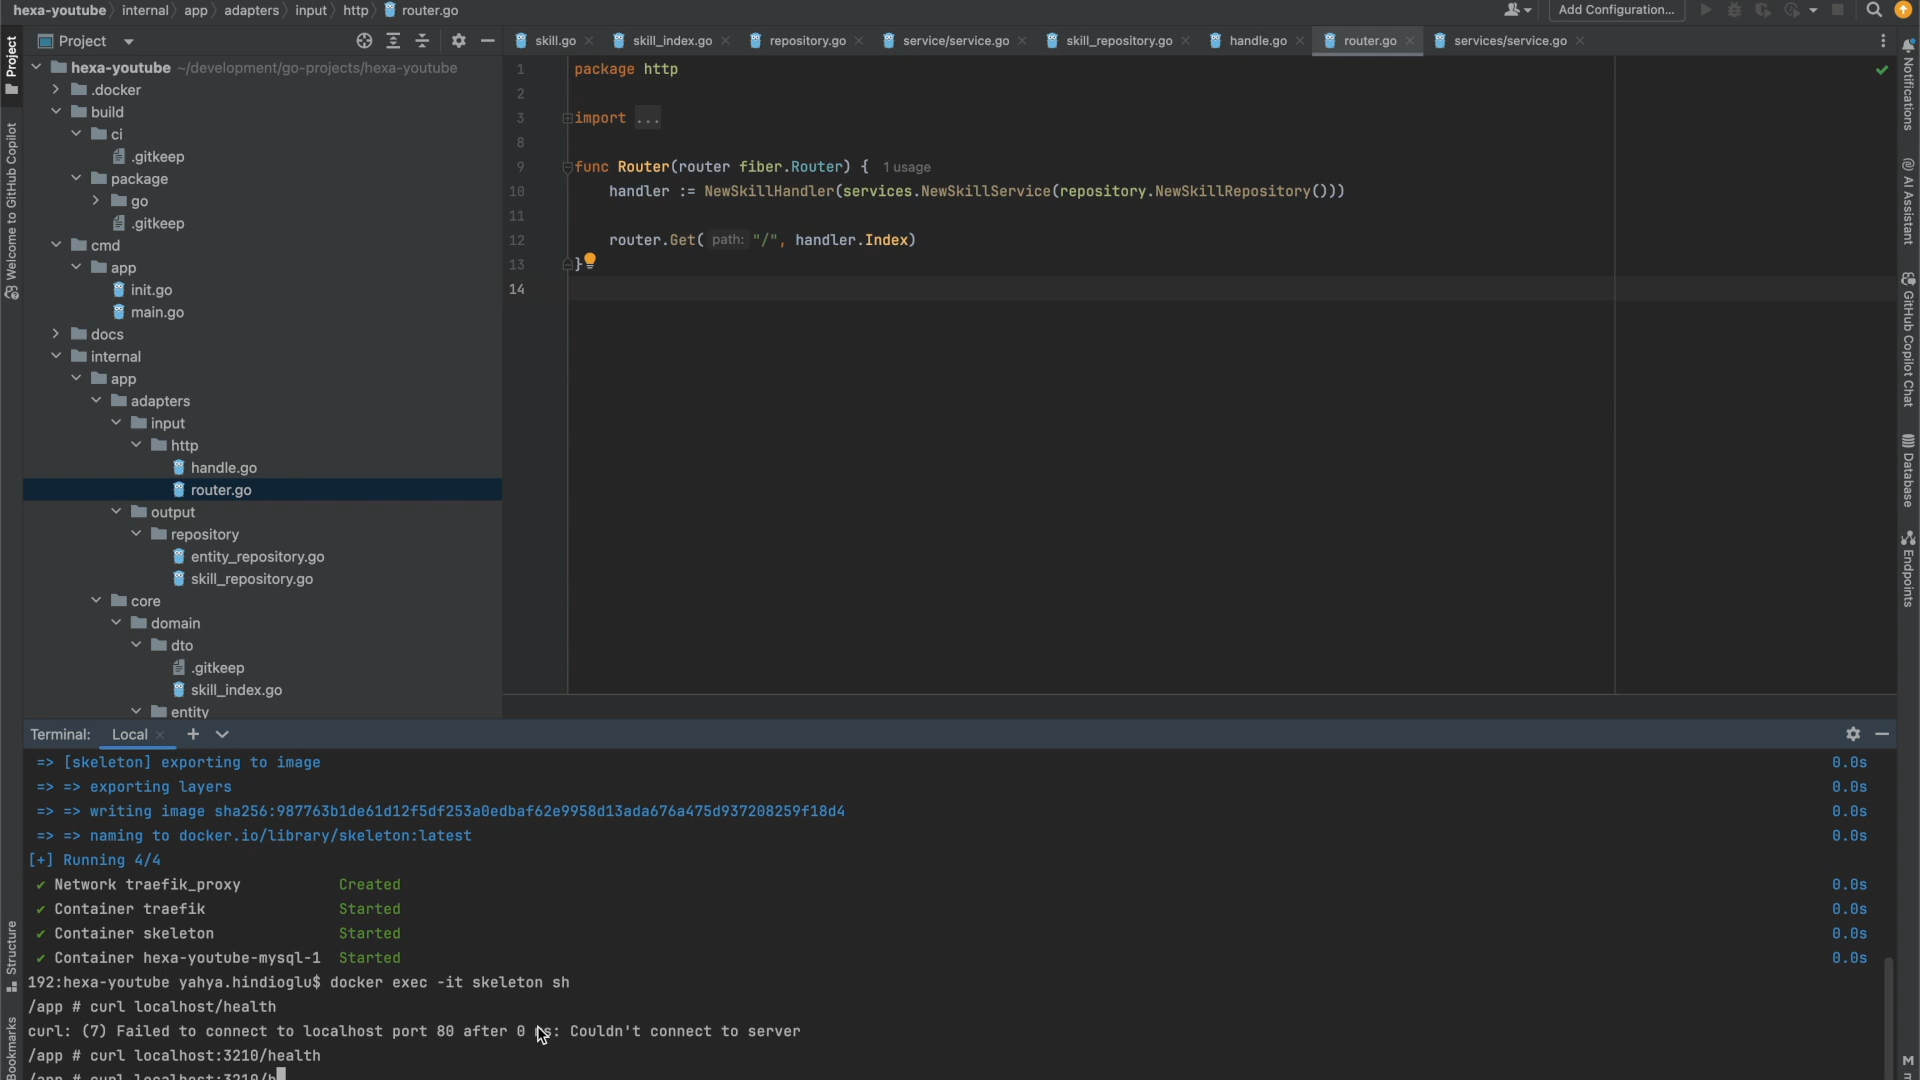 hexa-youtube internal app adapters input http router.go
Add Configuration...
Project
skill.go skill_index.go repository.go service/service.go skill_repository.go handle.go router.go services/service.go
hexa-youtube ~/development/go-projects/hexa-youtube
.docker
build
ci
.gitkeep
package
go
.gitkeep
cmd
app
init.go
main.go
docs
internal
app
adapters
input
http
handle.go
router.go
output
repository
entity_repository.go
skill_repository.go
core
domain
dto
.gitkeep
skill_index.go
entity
1 package http
2
3 import ...
8
9 func Router(router fiber.Router) { 1 usage
10 handler := NewSkillHandler(services.NewSkillService(repository.NewSkillRepository()))
11
12 router.Get( path: "/", handler.Index)
13 }
14
Project
Welcome to GitHub Copilot
Structure
Bookmarks
Notifications
AI Assistant
GitHub Copilot Chat
Database
Endpoints
M
Terminal: Local
=> [skeleton] exporting to image 0.0s
=> => exporting layers 0.0s
=> => writing image sha256:987763b1de61d12f5df253a0edbaf62e9958d13ada676a475d937208259f18d4 0.0s
=> => naming to docker.io/library/skeleton:latest 0.0s
[+] Running 4/4
✔ Network traefik_proxy Created 0.0s
✔ Container traefik Started 0.0s
✔ Container skeleton Started 0.0s
✔ Container hexa-youtube-mysql-1 Started 0.0s
192:hexa-youtube yahya.hindioglu$ docker exec -it skeleton sh
/app # curl localhost/health
curl: (7) Failed to connect to localhost port 80 after 0 ms: Couldn't connect to server
/app # curl localhost:3210/health
/app # curl localhost:3210/h